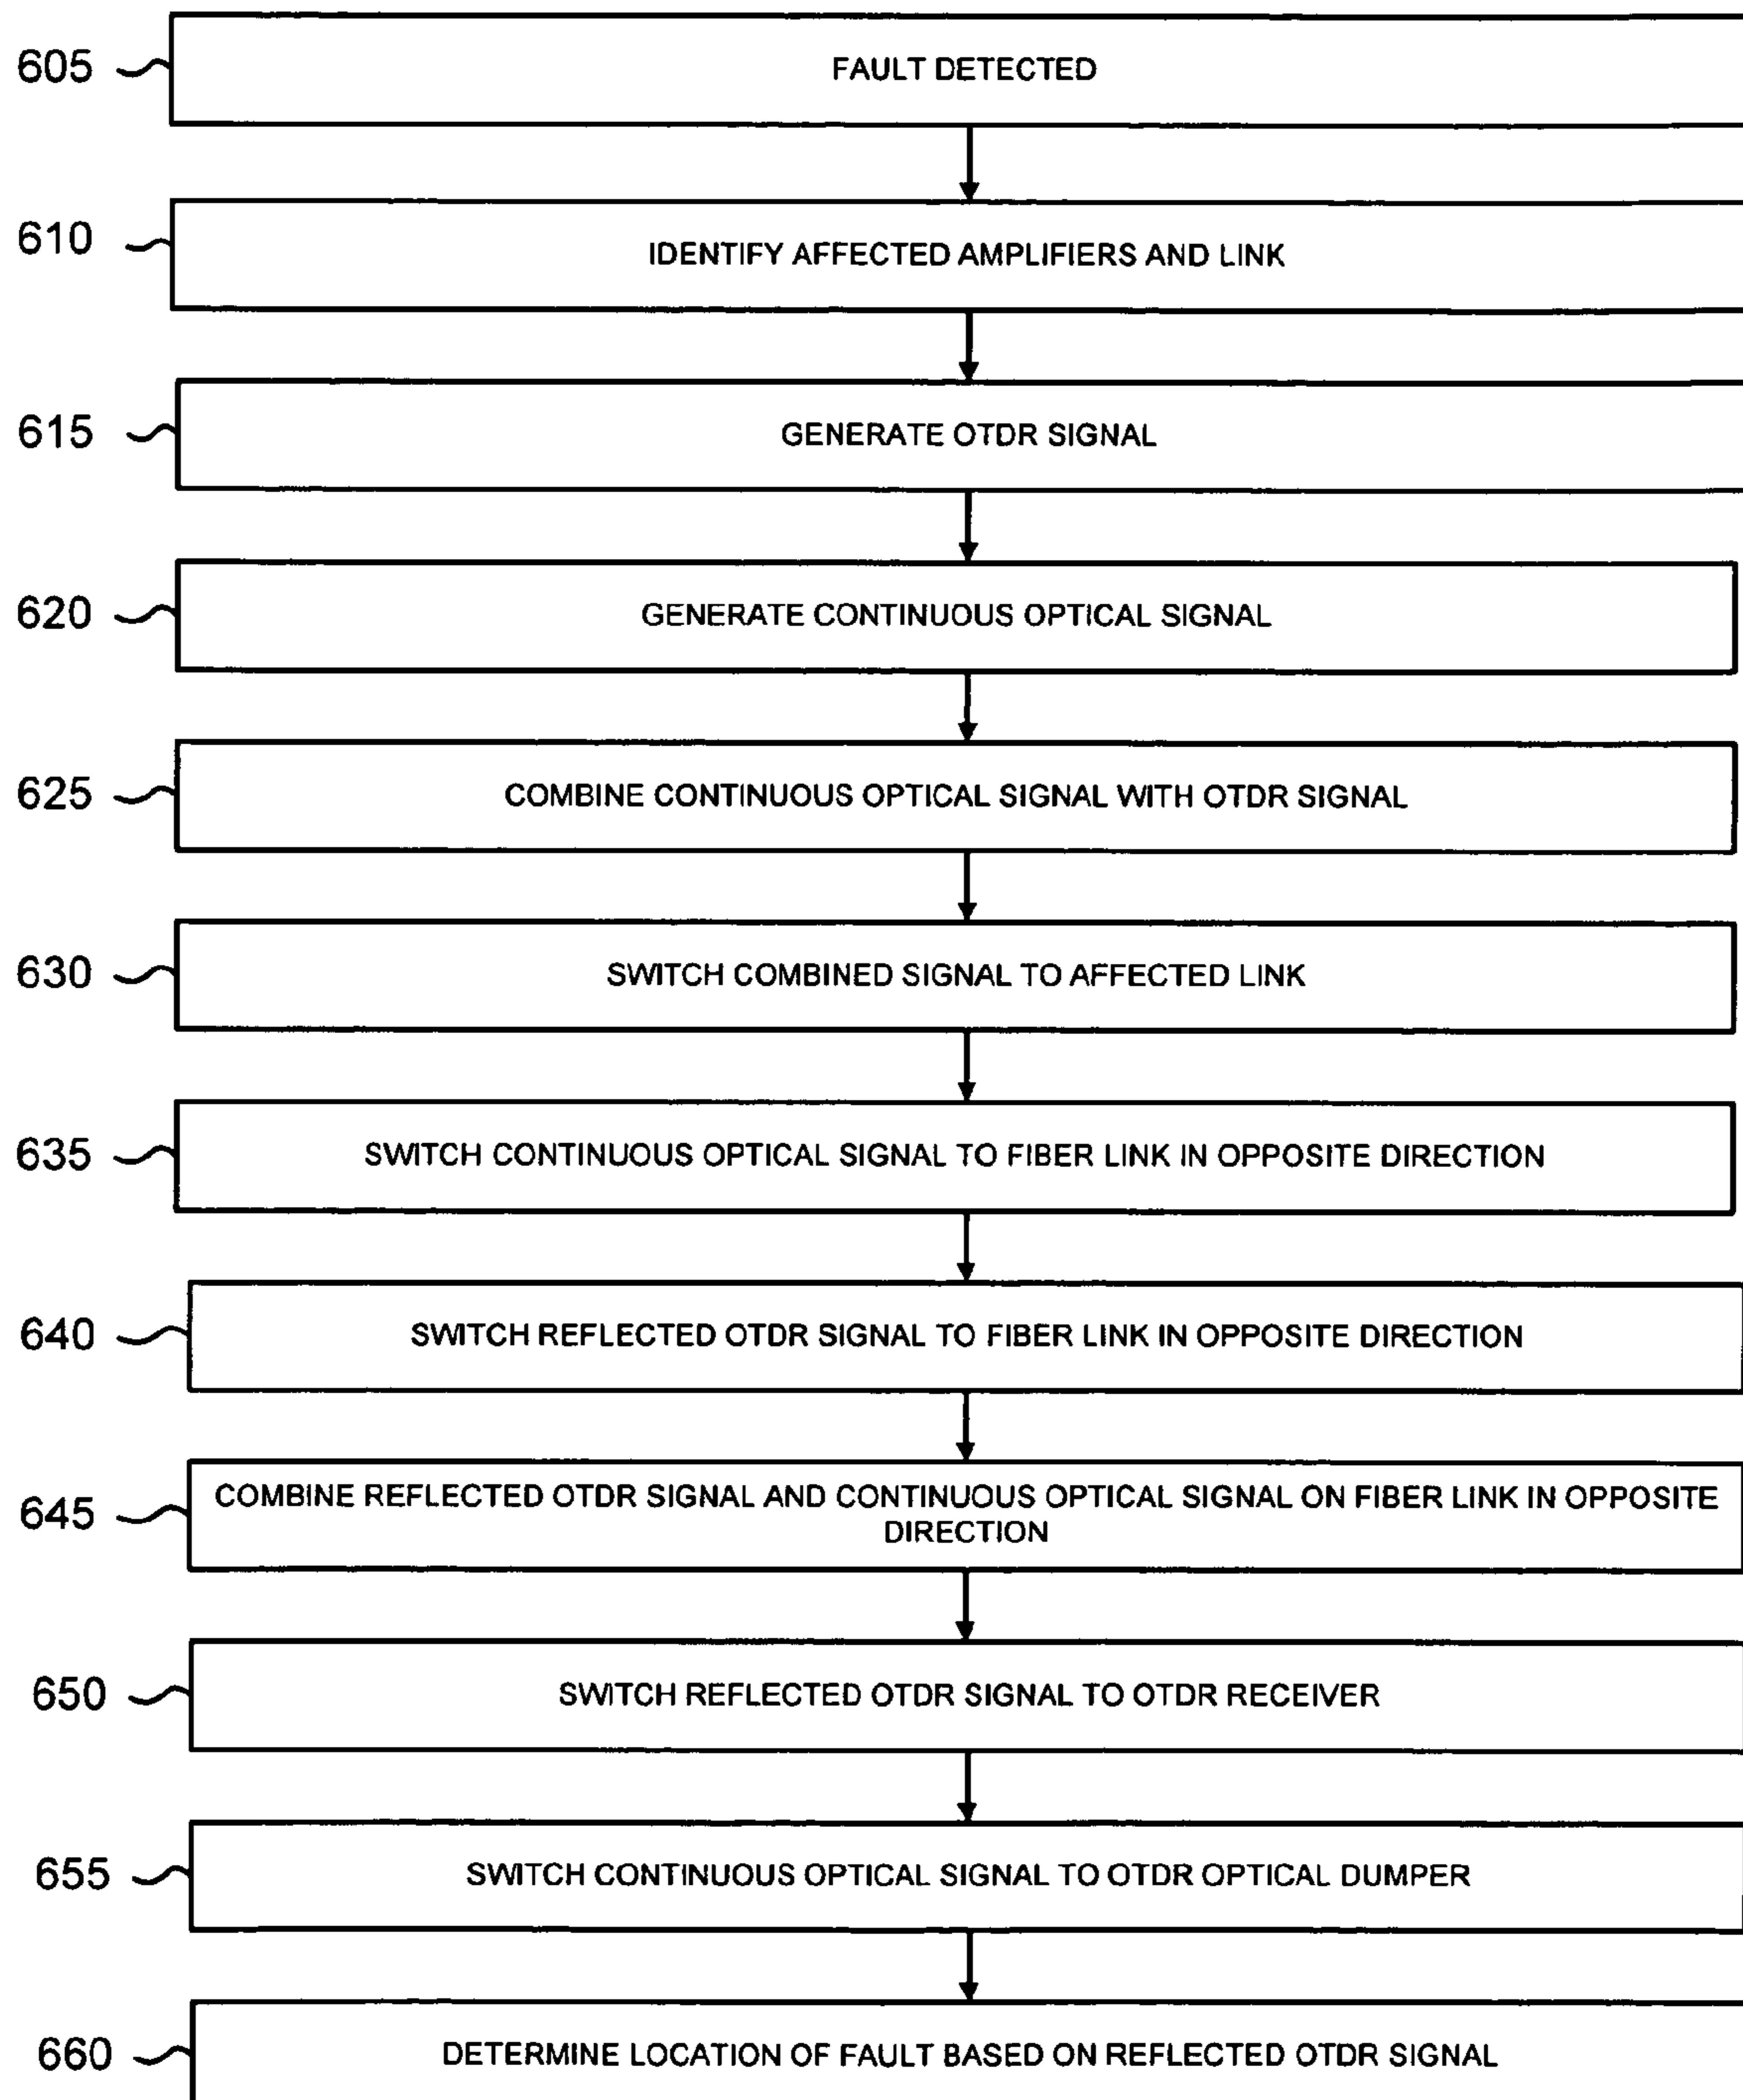 605 FAULT DETECTED
610 IDENTIFY AFFECTED AMPLIFIERS AND LINK
615 GENERATE OTDR SIGNAL
620 GENERATE CONTINUOUS OPTICAL SIGNAL
625 COMBINE CONTINUOUS OPTICAL SIGNAL WITH OTDR SIGNAL
630 SWITCH COMBINED SIGNAL TO AFFECTED LINK
635 SWITCH CONTINUOUS OPTICAL SIGNAL TO FIBER LINK IN OPPOSITE DIRECTION
640 SWITCH REFLECTED OTDR SIGNAL TO FIBER LINK IN OPPOSITE DIRECTION
645 COMBINE REFLECTED OTDR SIGNAL AND CONTINUOUS OPTICAL SIGNAL ON FIBER LINK IN OPPOSITE
DIRECTION
650 SWITCH REFLECTED OTDR SIGNAL TO OTDR RECEIVER
655 SWITCH CONTINUOUS OPTICAL SIGNAL TO OTDR OPTICAL DUMPER
660 DETERMINE LOCATION OF FAULT BASED ON REFLECTED OTDR SIGNAL